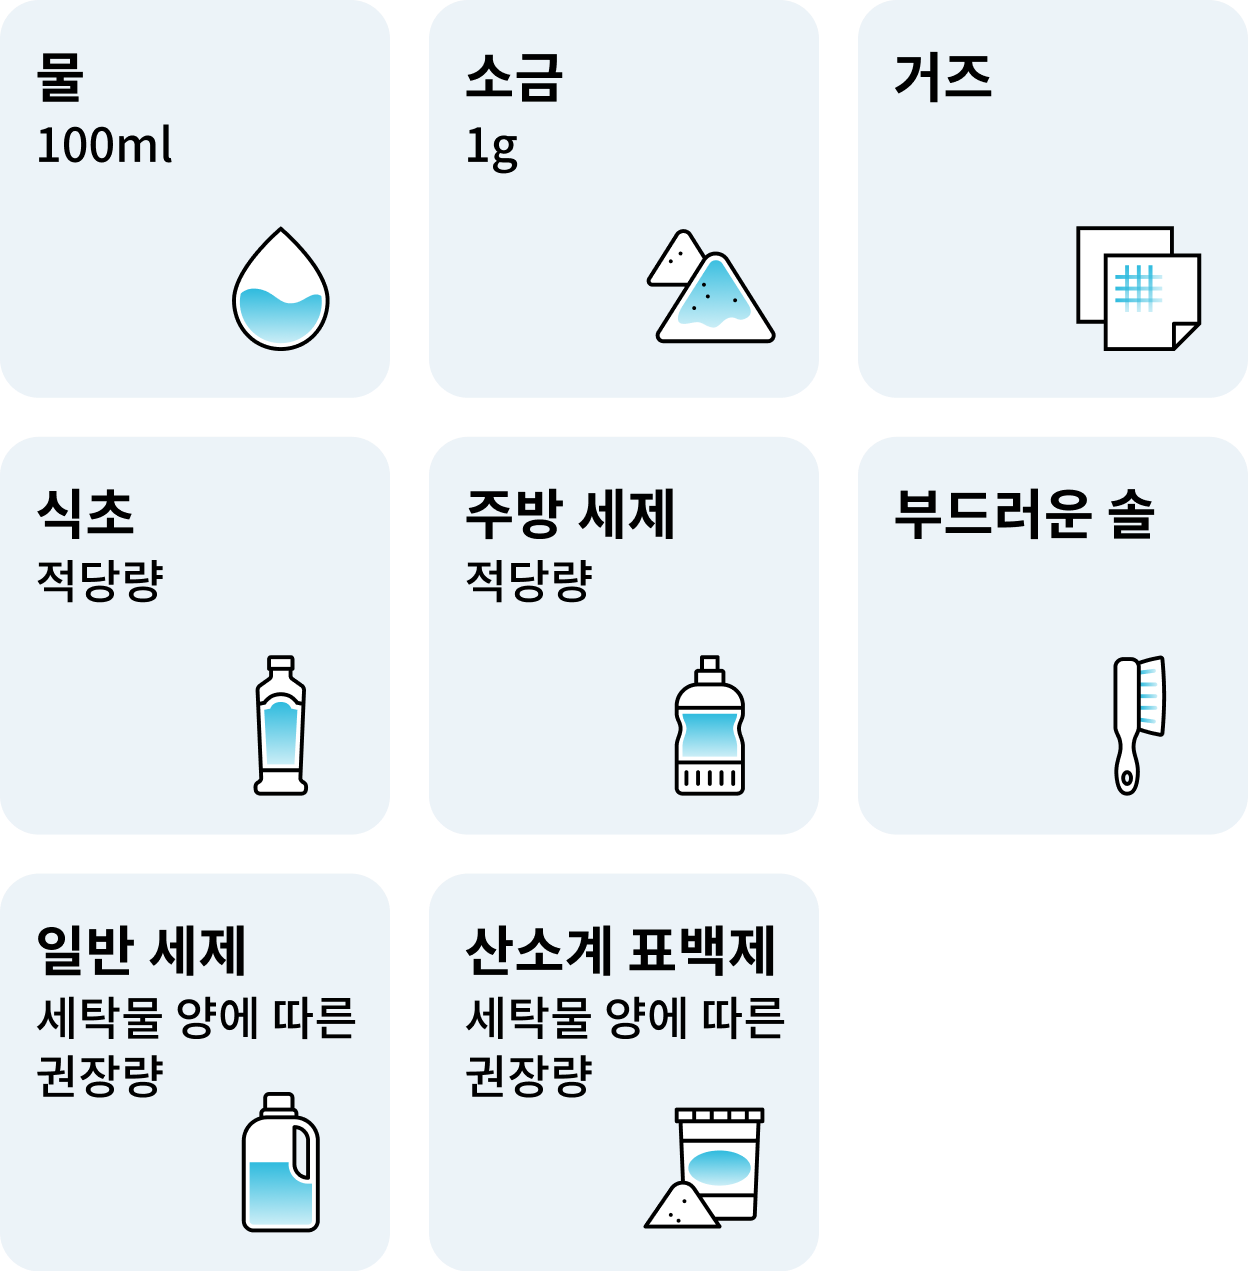 물
100ml
소금
1g
거즈
식초
적당량
주방 세제
적당량
부드러운 솔
일반 세제
세탁물 양에 따른
권장량
산소계 표백제
세탁물 양에 따른
권장량